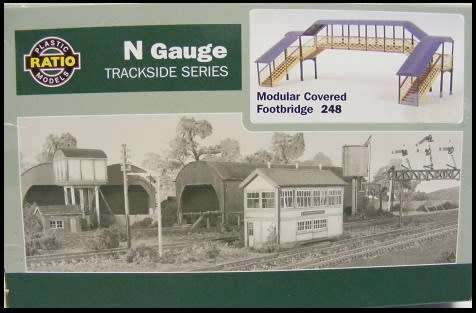 PLASTIC
RATIO
MODELS
N Gauge
TRACKSIDE SERIES
Modular Covered
Footbridge 248